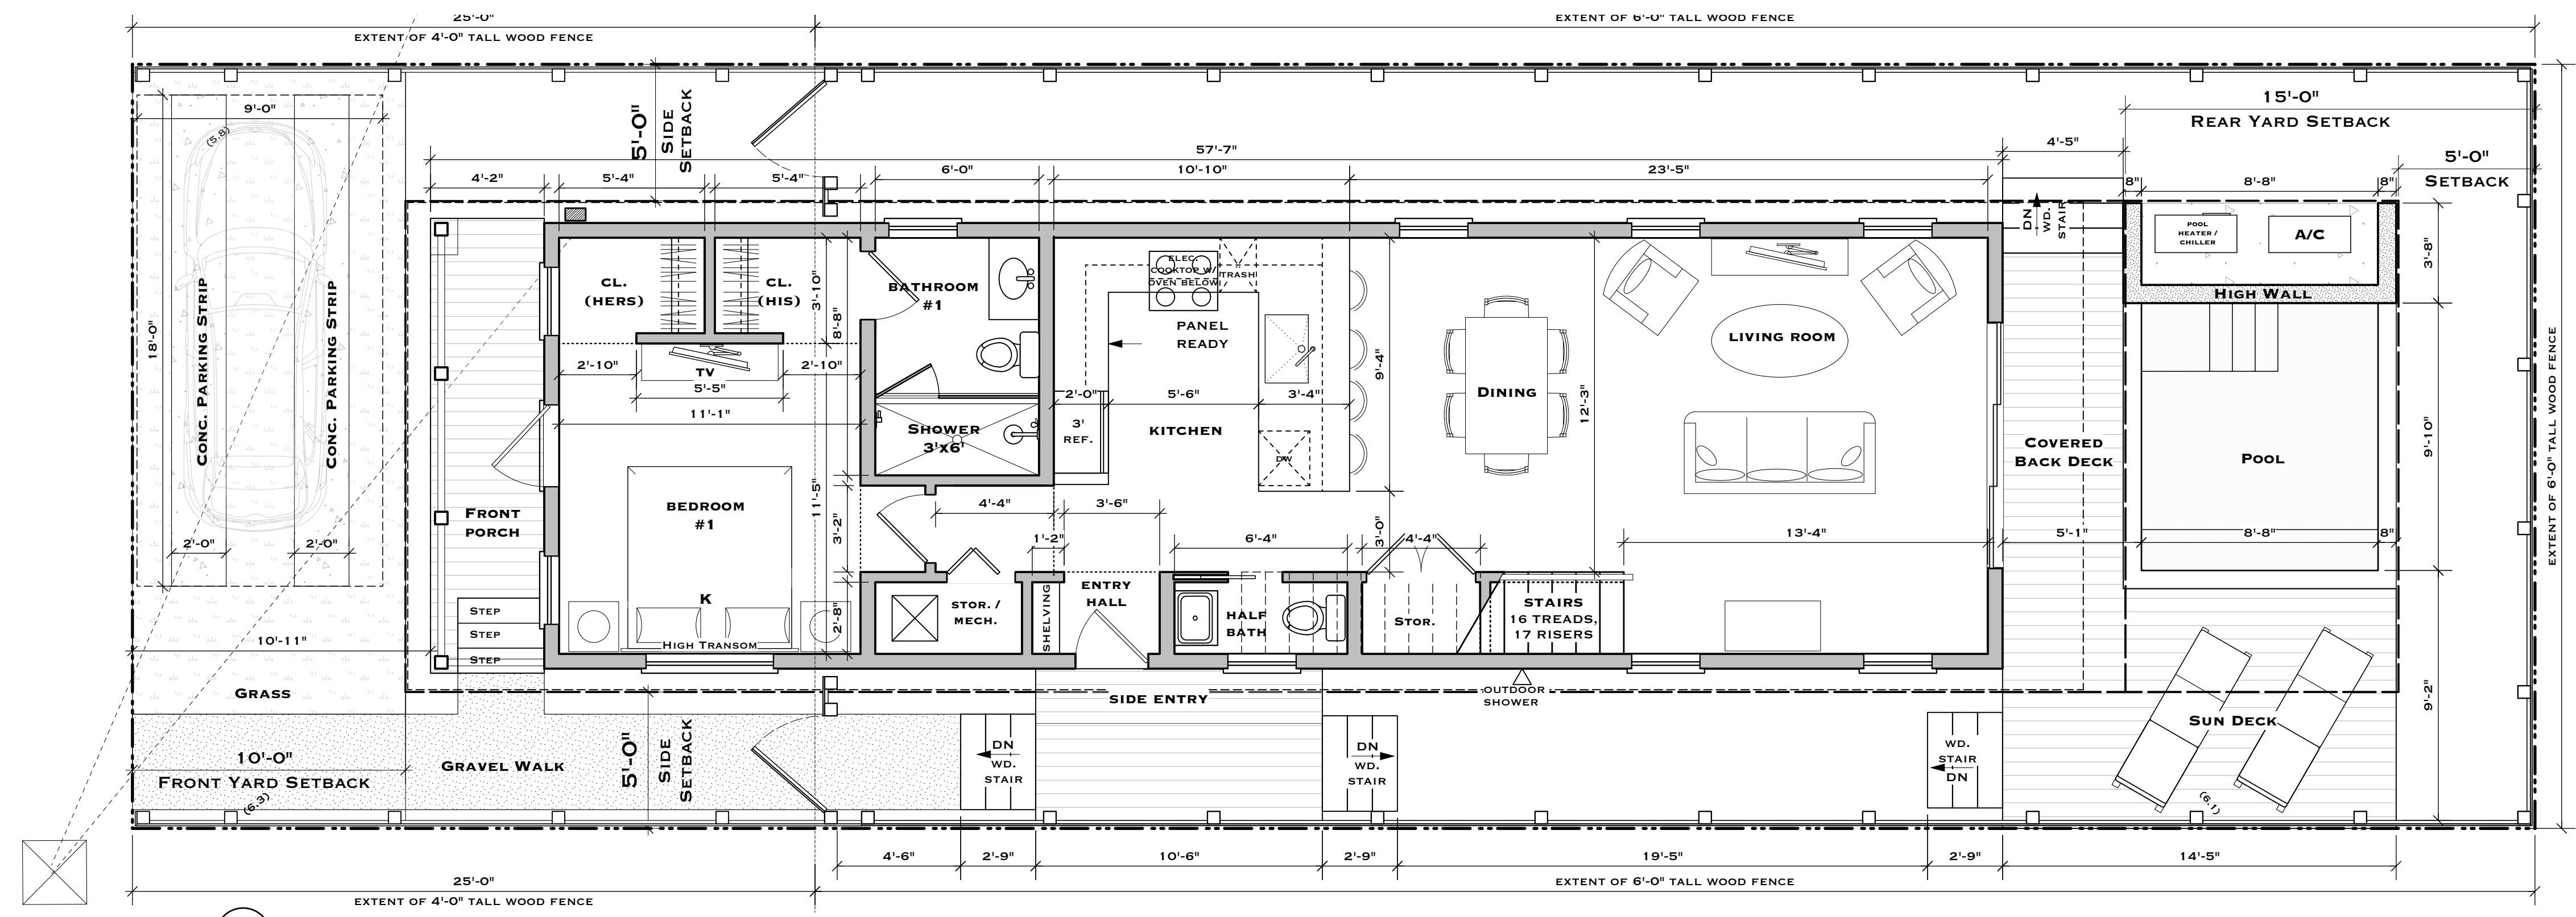 25'-0"
EXTENT OF 6'-0" TALL WOOD FENCE
EXTENT OF 4'-0" TALL WOOD FENCE
9'-0"
(5.8)
5'-0"
SIDE
SETBACK
15'-0"
REAR YARD SETBACK
57'-7"
4'-5"
5'-0"
SETBACK
4'-2"
5'-4"
5'-4"
6'-0"
10'-10"
23'-5"
8"
8'-8"
8"
DN
WD.
STAIR
POOL
HEATER /
CHILLER
A/C
3'-8"
HIGH WALL
CL.
(HERS)
CL.
(HIS)
3'-10"
8'-8"
BATHROOM
#1
ELEC.
COOKTOP W/
OVEN BELOW
TRASH
PANEL
READY
18'-0"
CONC. PARKING STRIP
CONC. PARKING STRIP
2'-10"
TV
2'-10"
5'-5"
11'-1"
9'-4"
DINING
12'-3"
LIVING ROOM
2'-0"
5'-6"
3'-4"
SHOWER
3'x6'
3'
REF.
KITCHEN
DW
COVERED
BACK DECK
POOL
9'-10"
EXTENT OF 6'-0" TALL WOOD FENCE
FRONT
PORCH
BEDROOM
#1
11'-5"
4'-4"
3'-6"
3'-2"
1'-2"
6'-4"
3'-0"
4'-4"
13'-4"
5'-1"
8'-8"
8"
2'-0"
2'-0"
K
HIGH TRANSOM
2'-8"
STOR. /
MECH.
SHELVING
ENTRY
HALL
HALF
BATH
STOR.
STAIRS
16 TREADS,
17 RISERS
STEP
STEP
STEP
10'-11"
GRASS
SIDE ENTRY
OUTDOOR
SHOWER
9'-2"
SUN DECK
(6.1)
10'-0"
FRONT YARD SETBACK
(6.3)
GRAVEL WALK
5'-0"
SIDE
SETBACK
DN
WD.
STAIR
DN
WD.
STAIR
WD.
STAIR
DN
4'-6"
2'-9"
10'-6"
2'-9"
19'-5"
2'-9"
14'-5"
25'-0"
EXTENT OF 6'-0" TALL WOOD FENCE
EXTENT OF 4'-0" TALL WOOD FENCE